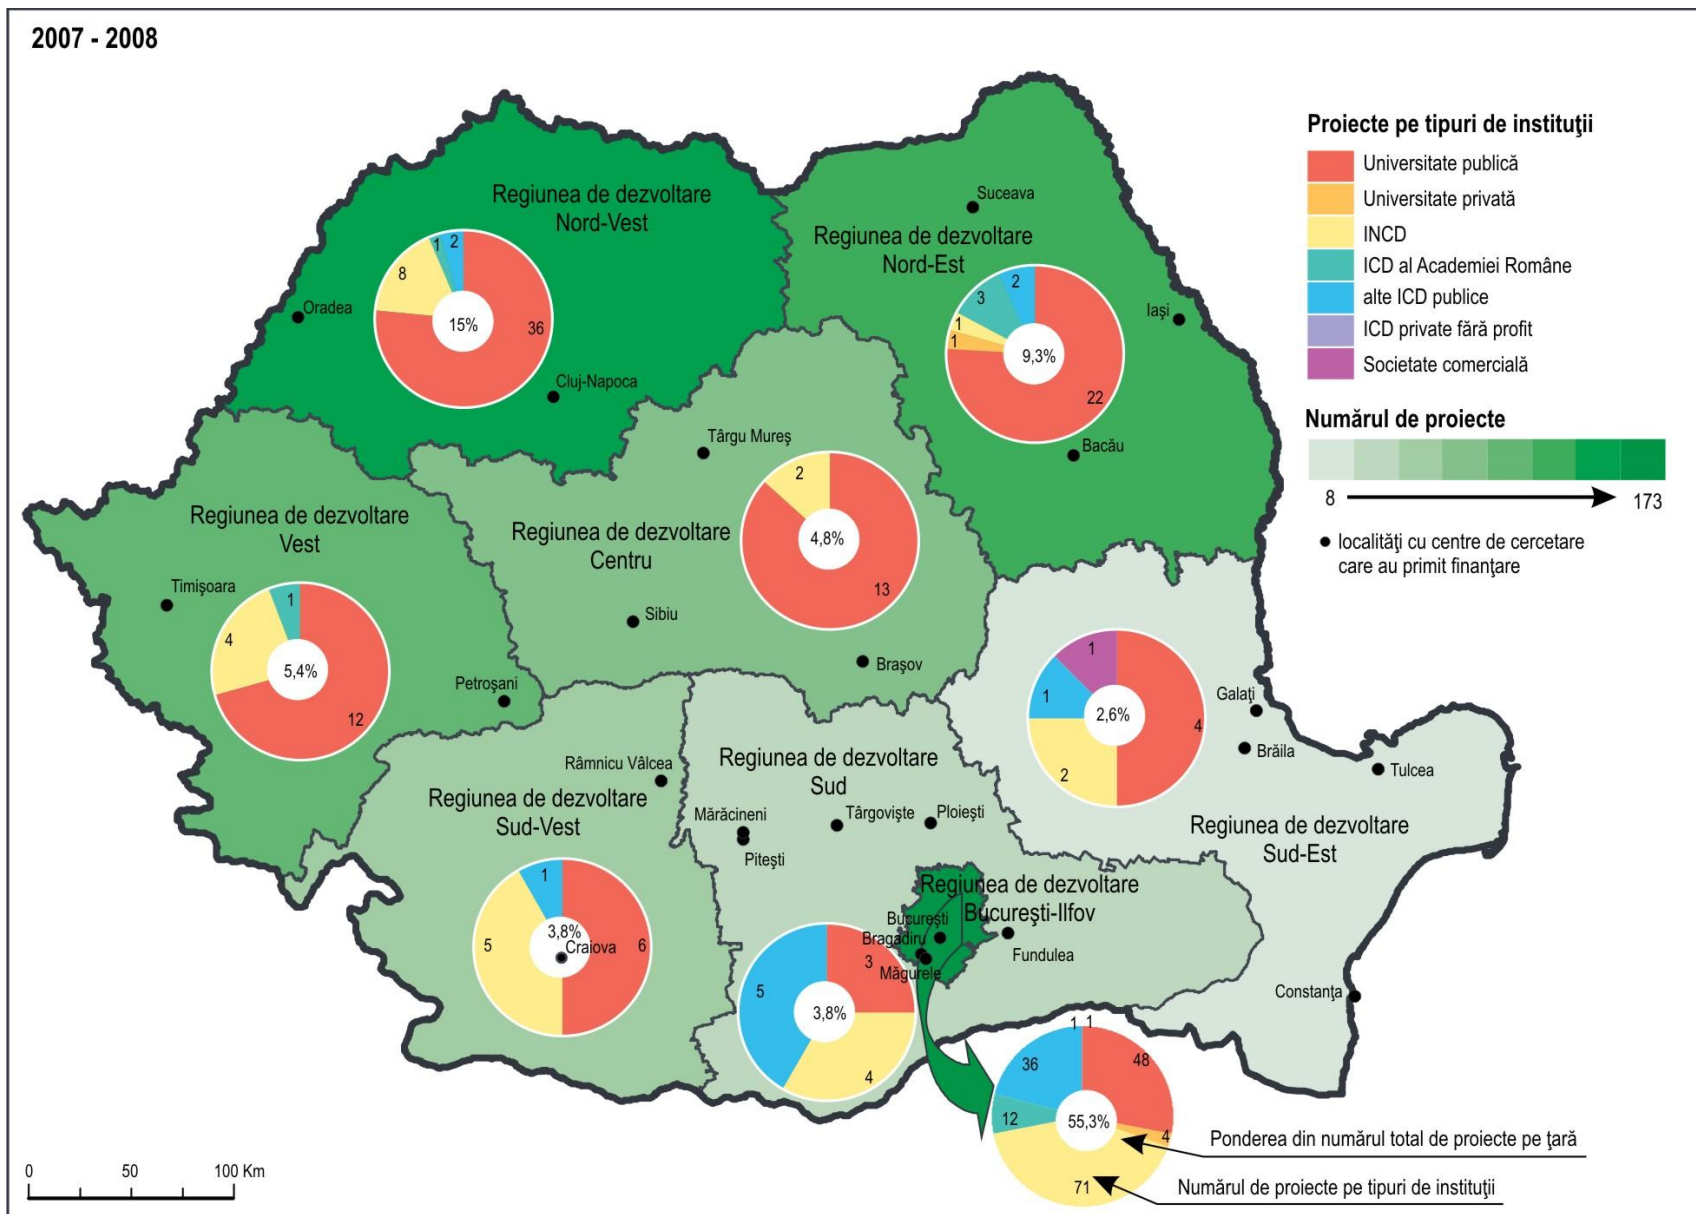 2007 - 2008
Proiecte pe tipuri de instituţii
Universitate publică
Universitate privată
INCD
ICD al Academiei Române
alte ICD publice
ICD private fără profit
Societate comercială
Numărul de proiecte
8
173
localităţi cu centre de cercetare
care au primit finanţare
Regiunea de dezvoltare
Nord-Vest
1
2
8
36
15%
Oradea
Cluj-Napoca
Suceava
Regiunea de dezvoltare
Nord-Est
2
3
1
1
9,3%
22
Iaşi
Bacău
Târgu Mureş
Regiunea de dezvoltare
Centru
2
4,8%
13
Sibiu
Braşov
Regiunea de dezvoltare
Vest
Timişoara
1
4
5,4%
12
Petroşani
1
1
2,6%
4
2
Galaţi
Brăila
Tulcea
Regiunea de dezvoltare
Sud-Est
Constanţa
Râmnicu Vâlcea
Regiunea de dezvoltare
Sud-Vest
1
5
3,8%
Craiova
6
Regiunea de dezvoltare
Sud
Mărăcineni
Piteşti
Târgovişte
Ploieşti
3
5
3,8%
4
Regiunea de dezvoltare
Bucureşti-Ilfov
Bucureşti
Bragadiru
Măgurele
Fundulea
1
1
36
48
12
55,3%
4
71
Ponderea din numărul total de proiecte pe ţară
Numărul de proiecte pe tipuri de instituţii
0
50
100 Km